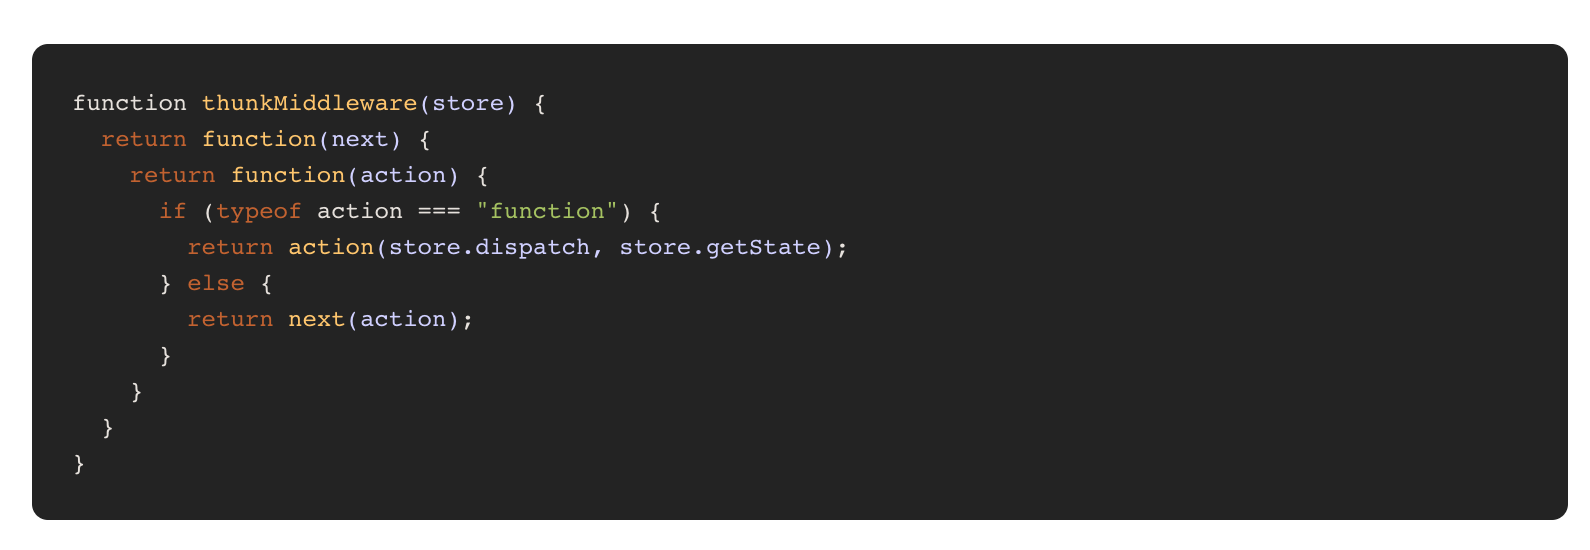 function thunkMiddleware(store) {
  return function(next) {
    return function(action) {
      if (typeof action === "function") {
        return action(store.dispatch, store.getState);
      } else {
        return next(action);
      }
    }
  }
}